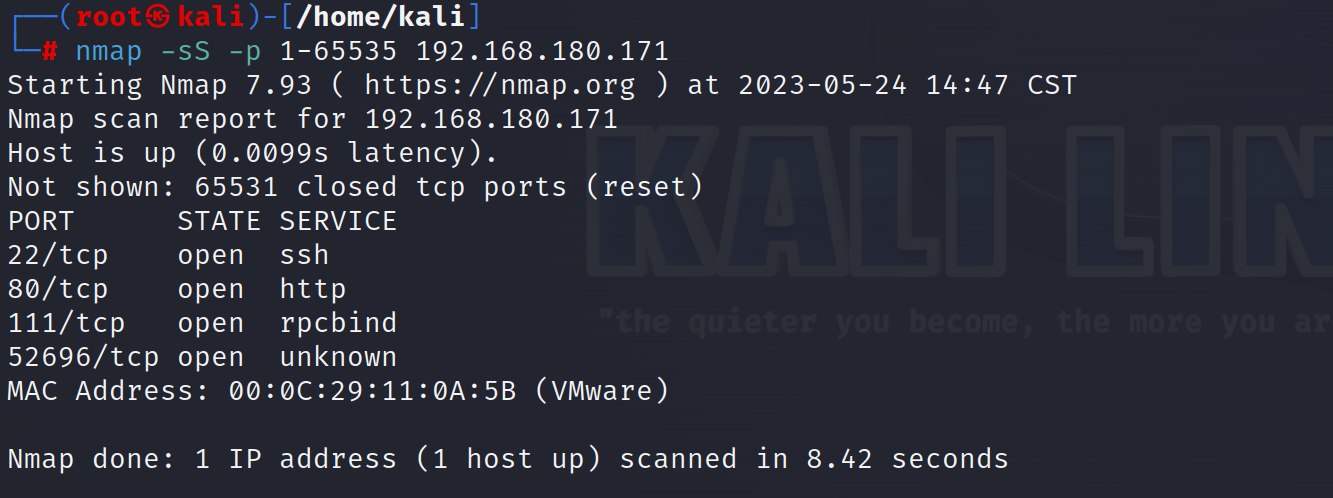 ┌──(root㉿kali)-[/home/kali]
└─# nmap -sS -p 1-65535 192.168.180.171
Starting Nmap 7.93 ( https://nmap.org ) at 2023-05-24 14:47 CST
Nmap scan report for 192.168.180.171
Host is up (0.0099s latency).
Not shown: 65531 closed tcp ports (reset)
PORT      STATE SERVICE
22/tcp    open  ssh
80/tcp    open  http
111/tcp   open  rpcbind
52696/tcp open  unknown
MAC Address: 00:0C:29:11:0A:5B (VMware)
Nmap done: 1 IP address (1 host up) scanned in 8.42 seconds
KALI LIN
"the quieter you become, the more you ar